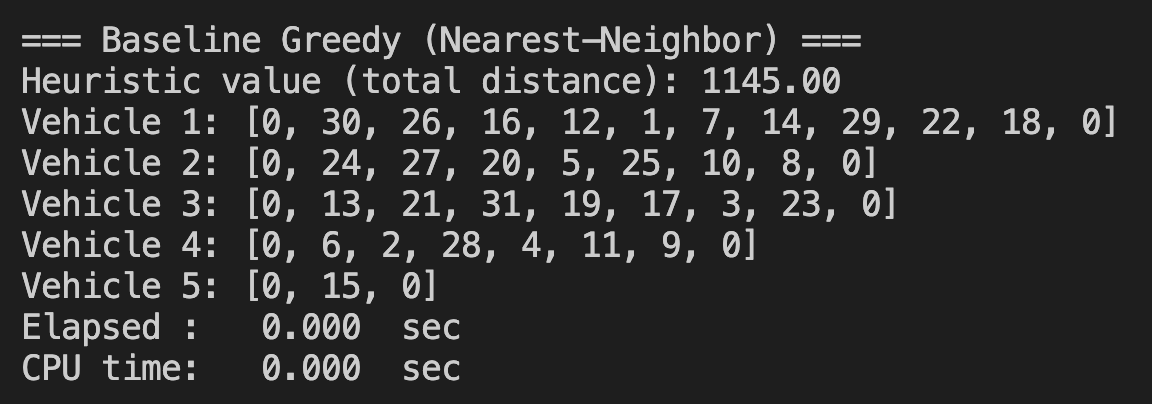 === Baseline Greedy (Nearest-Neighbor) ===
Heuristic value (total distance): 1145.00
Vehicle 1: [0, 30, 26, 16, 12, 1, 7, 14, 29, 22, 18, 0]
Vehicle 2: [0, 24, 27, 20, 5, 25, 10, 8, 0]
Vehicle 3: [0, 13, 21, 31, 19, 17, 3, 23, 0]
Vehicle 4: [0, 6, 2, 28, 4, 11, 9, 0]
Vehicle 5: [0, 15, 0]
Elapsed :   0.000  sec
CPU time:   0.000  sec